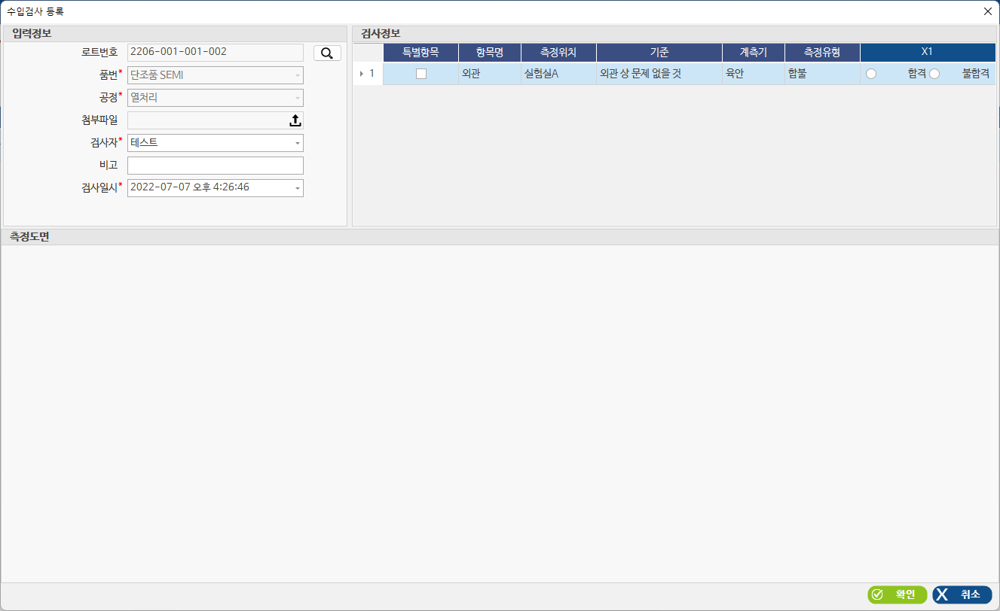 수입검사 등록
입력정보
로트번호 2206-001-001-002
품번* 단조품 SEMI
공정* 열처리
첨부파일
검사자* 테스트
비고
검사일시* 2022-07-07 오후 4:26:46
검사정보
특별항목 항목명 측정위치 기준 계측기 측정유형 X1
1 외관 실험실A 외관 상 문제 없을 것 육안 합불 합격 불합격
측정도면
확인 취소